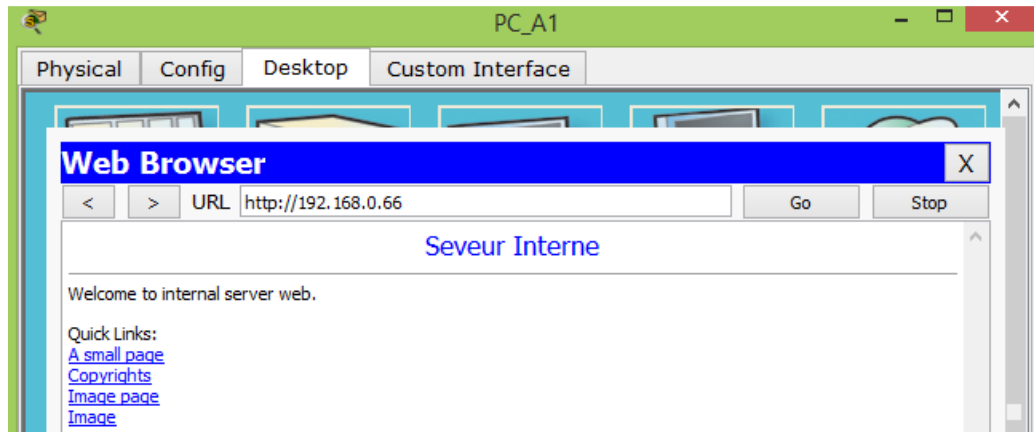 PC_A1
Physical Config Desktop Custom Interface
Web Browser X
< > URL http://192.168.0.66 Go Stop
Seveur Interne
Welcome to internal server web.
Quick Links:
A small page
Copyrights
Image page
Image